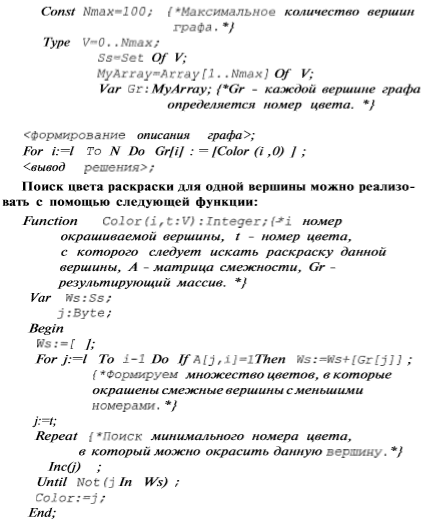 Const Nmax=100; {*Максимальное количество вершин
графа.*}
Type V=0..Nmax;
Ss=Set Of V;
MyArray=Array[1..Nmax] Of V;
Var Gr:MyArray; {*Gr - каждой вершине графа
определяется номер цвета. *}
<формирование описания графа>;
For i:=l To N Do Gr[i] : = [Color (i ,0) ] ;
<вывод решения>;
Поиск цвета раскраски для одной вершины можно реализо-
вать с помощью следующей функции:
Function Color(i,t:V):Integer;{-*i номер
окрашиваемой вершины, t - номер цвета,
с которого следует искать раскраску данной
вершины, A - матрица смежности, Gr -
результирующий массив. *}
Var Ws:Ss;
j:Byte;
Begin
Ws:=[ ];
For j:=l To i-1 Do If A[j,i]=1Then Ws:=Ws+[Gr[j]] ;
{*Формируем множество цветов, в которые
окрашены смежные вершины с меньшими
номерами. *}
j:=t;
Repeat {*Поиск минимального номера цвета,
в который можно окрасить данную вершину.*}
Inc(j) ;
Until Not(j In Ws) ;
Color:=j;
End;